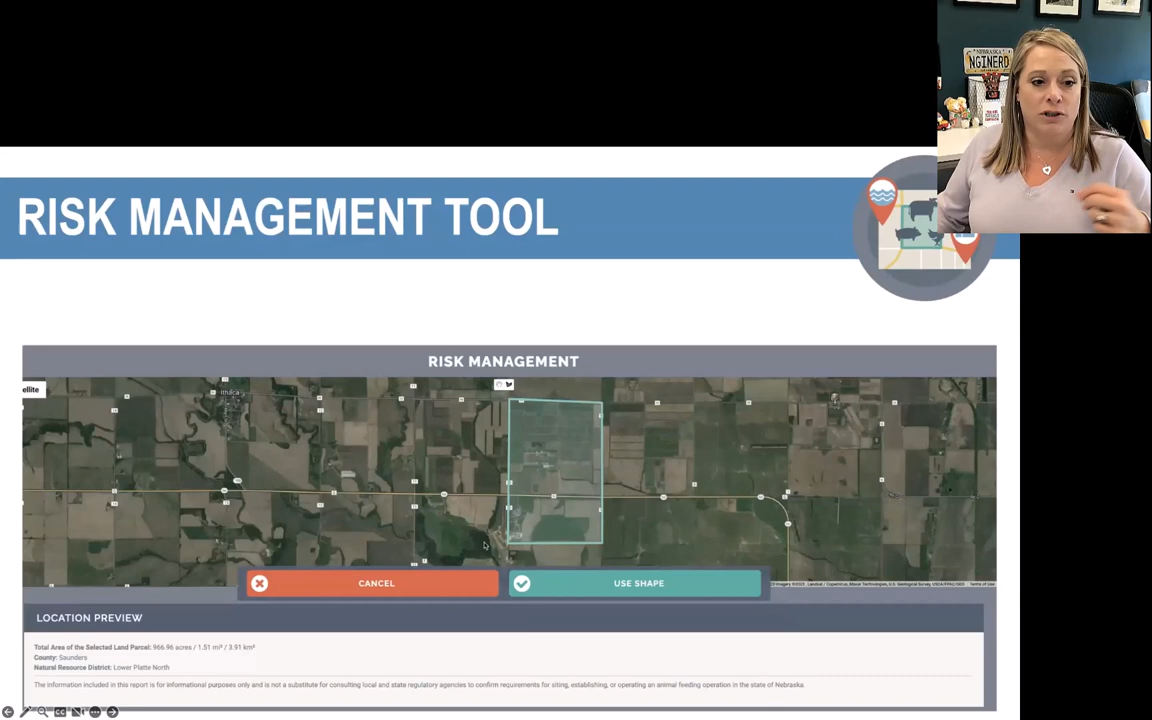 NEBRASKA
NGINERD
RISK MANAGEMENT TOOL
RISK MANAGEMENT
ellite
Ithaca
CANCEL
USE SHAPE
Terms of Use
LOCATION PREVIEW
Total Area of the Selected Land Parcel: 966.96 acres / 1.51 mi² / 3.91 km²
County: Saunders
Natural Resource District: Lower Platte North
The information included in this report is for informational purposes only and is not a substitute for consulting local and state regulatory agencies to confirm requirements for siting, establishing, or operating an animal feeding operation in the state of Nebraska.